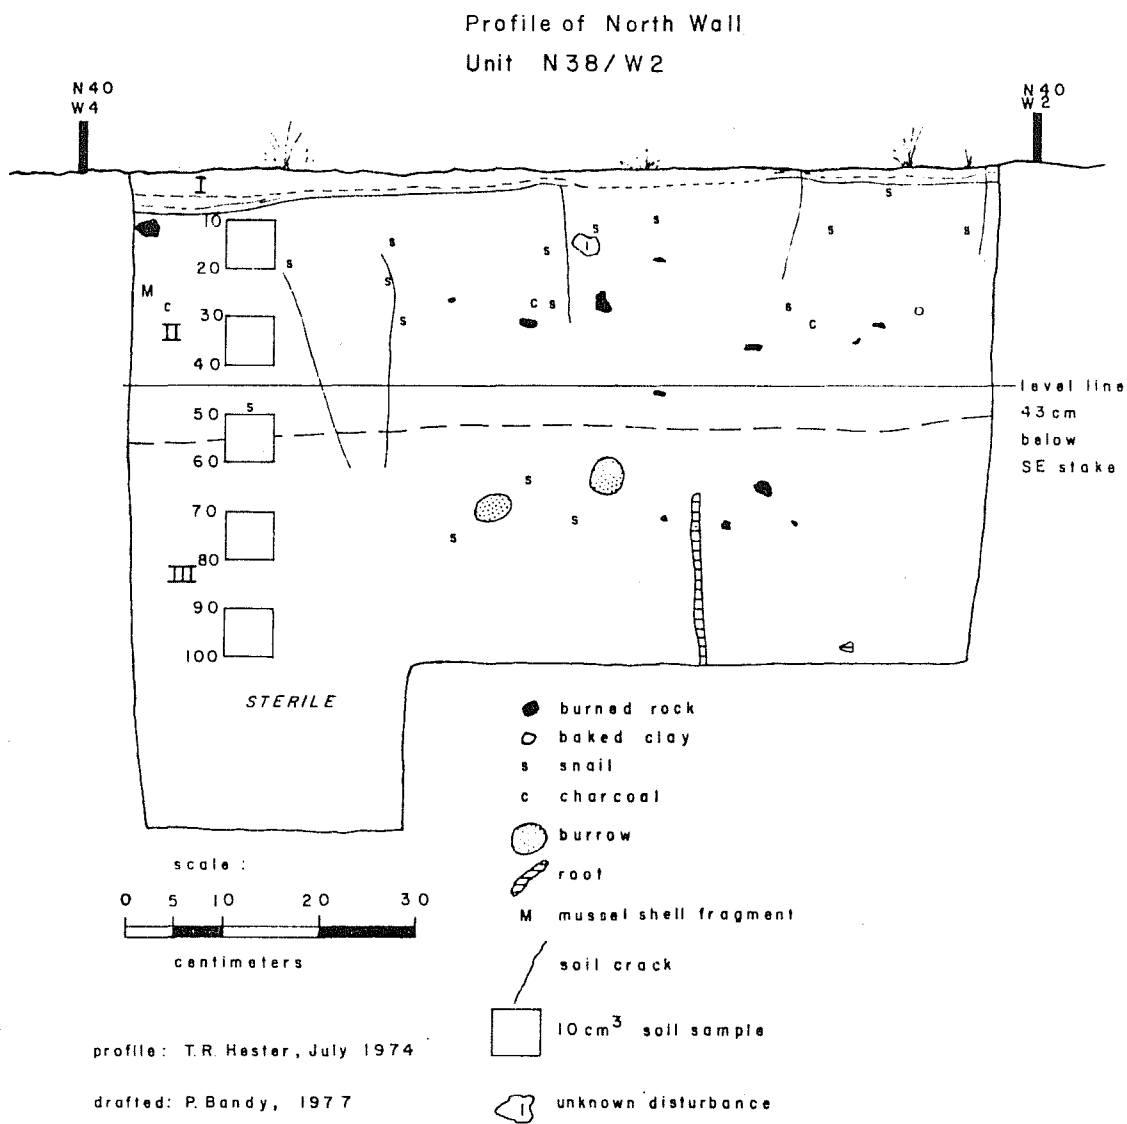 Profile of North Wall
Unit N38/W2
N40
W4
N40
W2
I
s
10
s
s
s
s
s
1
s
20
s
s
M
c
c
s
s
30
s
c
II
40
level line
43cm
below
SE stake
s
50
60
s
70
s
s
80
III
90
100
STERILE
burned rock
baked clay
s snail
c charcoal
burrow
root
M mussel shell fragment
soil crack
10cm³ soil sample
1 unknown disturbance
scale:
0 5 10 20 30
centimeters
profile: T.R. Hester, July 1974
drafted: P. Bandy, 1977